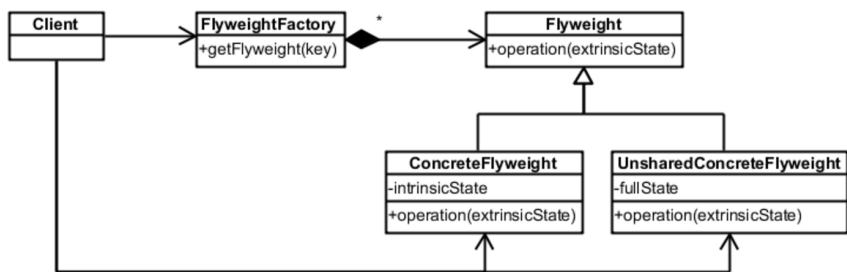 Client
FlyweightFactory
+getFlyweight(key)
*
Flyweight
+operation(extrinsicState)
ConcreteFlyweight
-intrinsicState
+operation(extrinsicState)
UnsharedConcreteFlyweight
-fullState
+operation(extrinsicState)